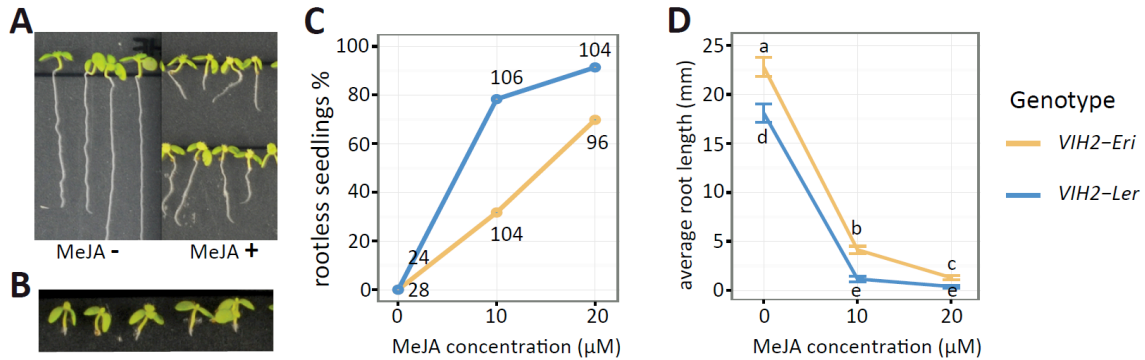 A
MeJA -
MeJA +
B
C
rootless seedlings %
100
80
60
40
20
0
104
106
96
104
24
28
0
10
20
MeJA concentration (µM)
D
average root length (mm)
25
20
15
10
5
0
a
d
b
e
c
e
0
10
20
MeJA concentration (µM)
Genotype
VIH2−Eri
VIH2−Ler